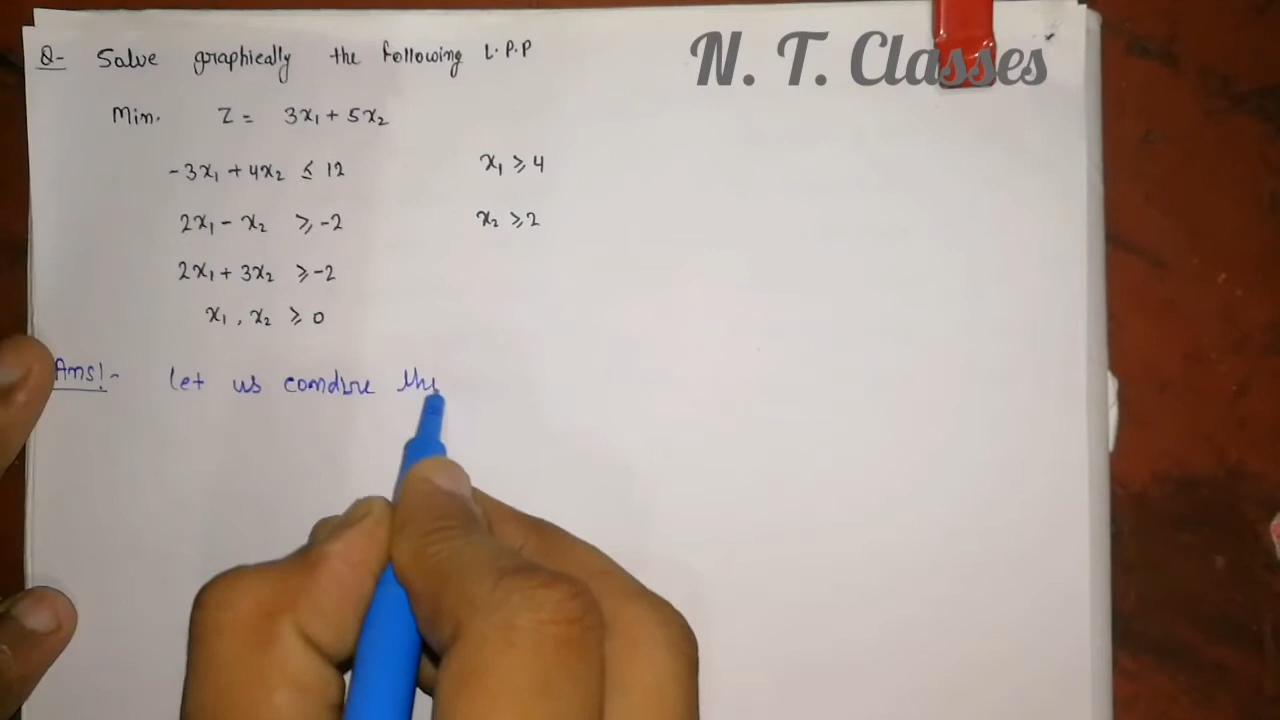 Q- Solve graphically the following L.P.P
N. T. Classes
Min. Z = 3x₁ + 5x₂
-3x₁ + 4x₂ ≤ 12 x₁ ≥ 4
2x₁ - x₂ ≥ -2 x₂ ≥ 2
2x₁ + 3x₂ ≥ -2
x₁ , x₂ ≥ 0
Ans!- Let us